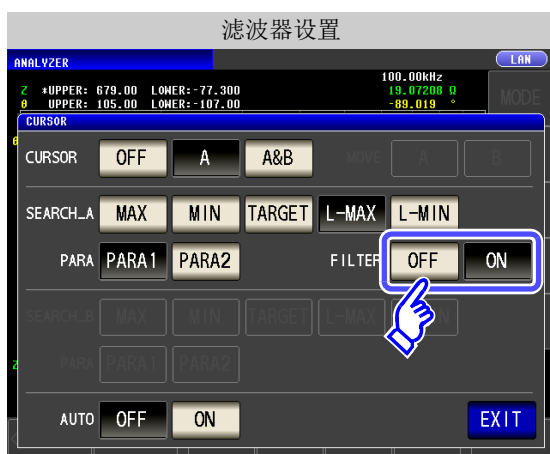 滤波器设置
ANALYZER LAN
100.00kHz
Z *UPPER: 679.00 LOWER:-77.300 19.07208 Ω
θ UPPER: 105.00 LOWER:-107.00 -89.019 °
MODE
CURSOR
CURSOR OFF A A&B MOVE A B
SEARCH_A MAX MIN TARGET L-MAX L-MIN
PARA PARA1 PARA2 FILTER OFF ON
SEARCH_B MAX MIN TARGET L-MAX
PARA PARA1 PARA2
AUTO OFF ON EXIT